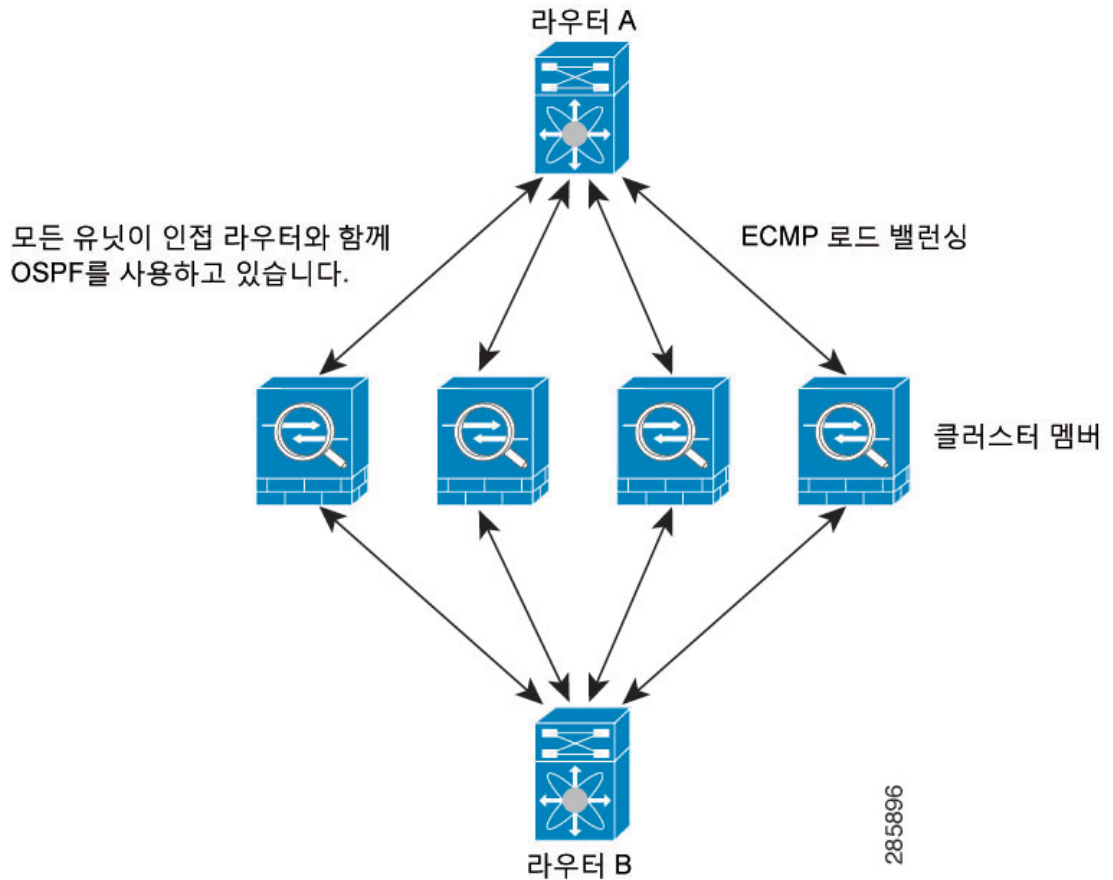 라우터 A
모든 유닛이 인접 라우터와 함께
OSPF를 사용하고 있습니다.
ECMP 로드 밸런싱
클러스터 멤버
라우터 B
285896